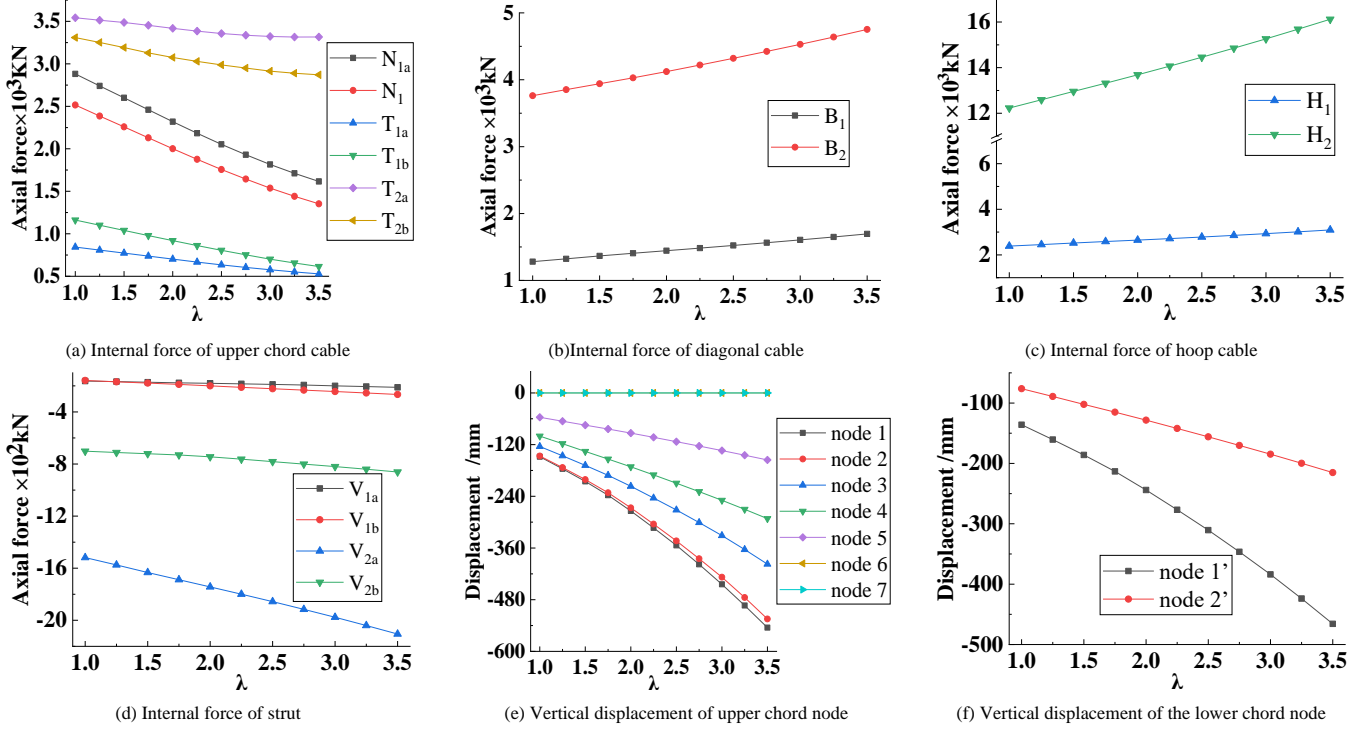 Axial force×10^3KN
3.5
3.0
2.5
2.0
1.5
1.0
0.5
1.0 1.5 2.0 2.5 3.0 3.5
λ
N1a
N1
T1a
T1b
T2a
T2b
(a) Internal force of upper chord cable
Axial force ×10^3kN
5
4
3
2
1
1.0 1.5 2.0 2.5 3.0 3.5
λ
B1
B2
(b)Internal force of diagonal cable
Axial force ×10^3kN
16
14
12
6
4
2
1.0 1.5 2.0 2.5 3.0 3.5
λ
H1
H2
(c) Internal force of hoop cable
Axial force ×10^2kN
-4
-8
-12
-16
-20
1.0 1.5 2.0 2.5 3.0 3.5
λ
V1a
V1b
V2a
V2b
(d) Internal force of strut
Displacement /mm
0
-120
-240
-360
-480
-600
1.0 1.5 2.0 2.5 3.0 3.5
λ
node 1
node 2
node 3
node 4
node 5
node 6
node 7
(e) Vertical displacement of upper chord node
Displacement /mm
-100
-200
-300
-400
-500
1.0 1.5 2.0 2.5 3.0 3.5
λ
node 1’
node 2’
(f) Vertical displacement of the lower chord node